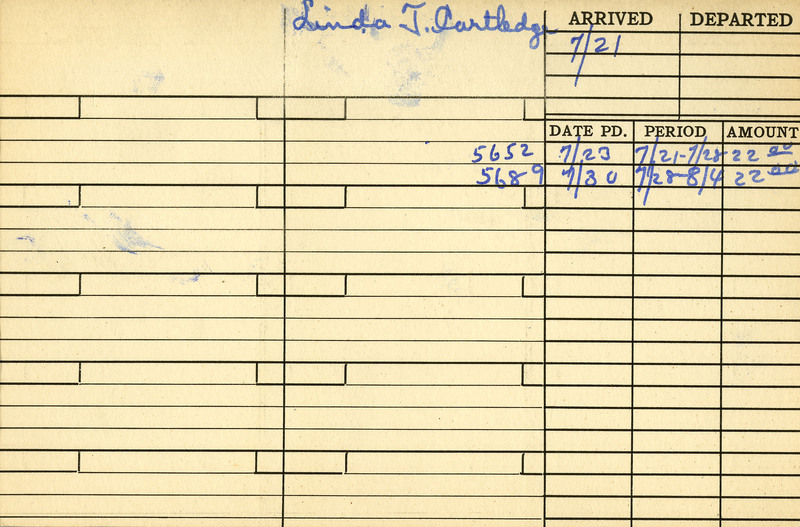 Linda T. Cartledge
ARRIVED DEPARTED
7/21
DATE PD. PERIOD AMOUNT
5652 7/23 7/21-7/28 22 00
5689 7/30 7/28-8/4 22 00